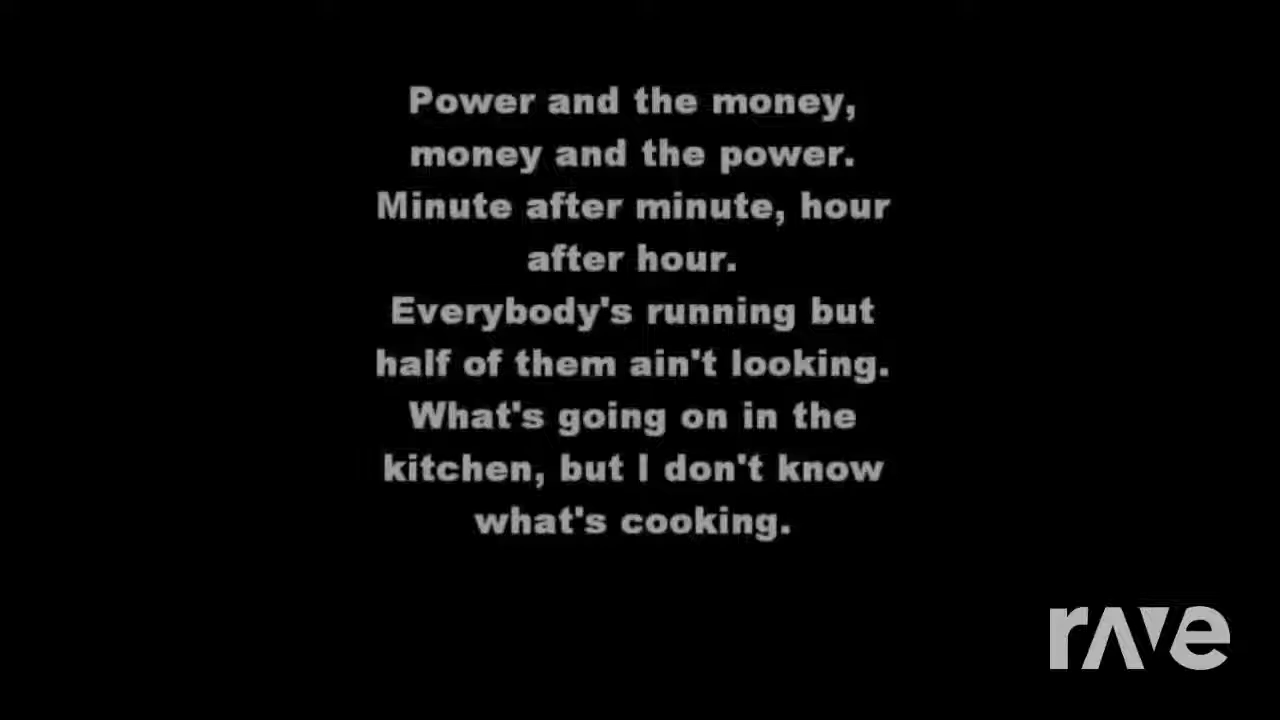 Power and the money,
money and the power.
Minute after minute, hour
after hour.
Everybody's running but
half of them ain't looking.
What's going on in the
kitchen, but I don't know
what's cooking.
rave